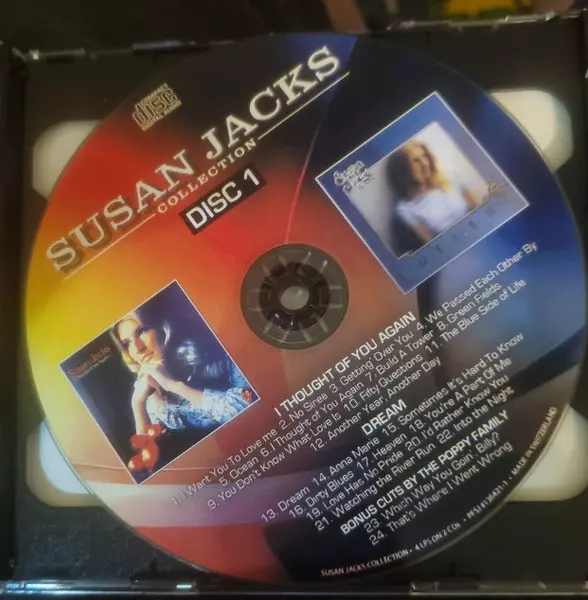 COMPACT
disc
DIGITAL AUDIO
SUSAN JACKS
COLLECTION
DISC 1
Susan
Jacks
DREAM
Susan Jacks
I THOUGHT OF YOU AGAIN
1. I Want You To Love me 2. No Siree 3. Getting Over You 4. We Passed Each Other By
5. Ocean 6. I Thought of You Again 7. Build A Tower 8. Green Fields
9. You Don't Know What Love Is 10. Fifty Questions 11. The Blue Side of Life
12. Another Year, Another Day
DREAM
13. Dream 14. Anna Marie 15. Sometimes It's Hard To Know
16. Dirty Blues 17. Heaven 18. You're A Part Of Me
19. Love Has No Pride 20. I'd Rather Know You
21. Watching the River Run 22. Into the Night
BONUS CUTS BY THE POPPY FAMILY
23. Which Way You Goin' Billy?
24. That's Where I Went Wrong
SUSAN JACKS COLLECTION • 4 LPS ON 2 CDs • MADE IN SWITZERLAND